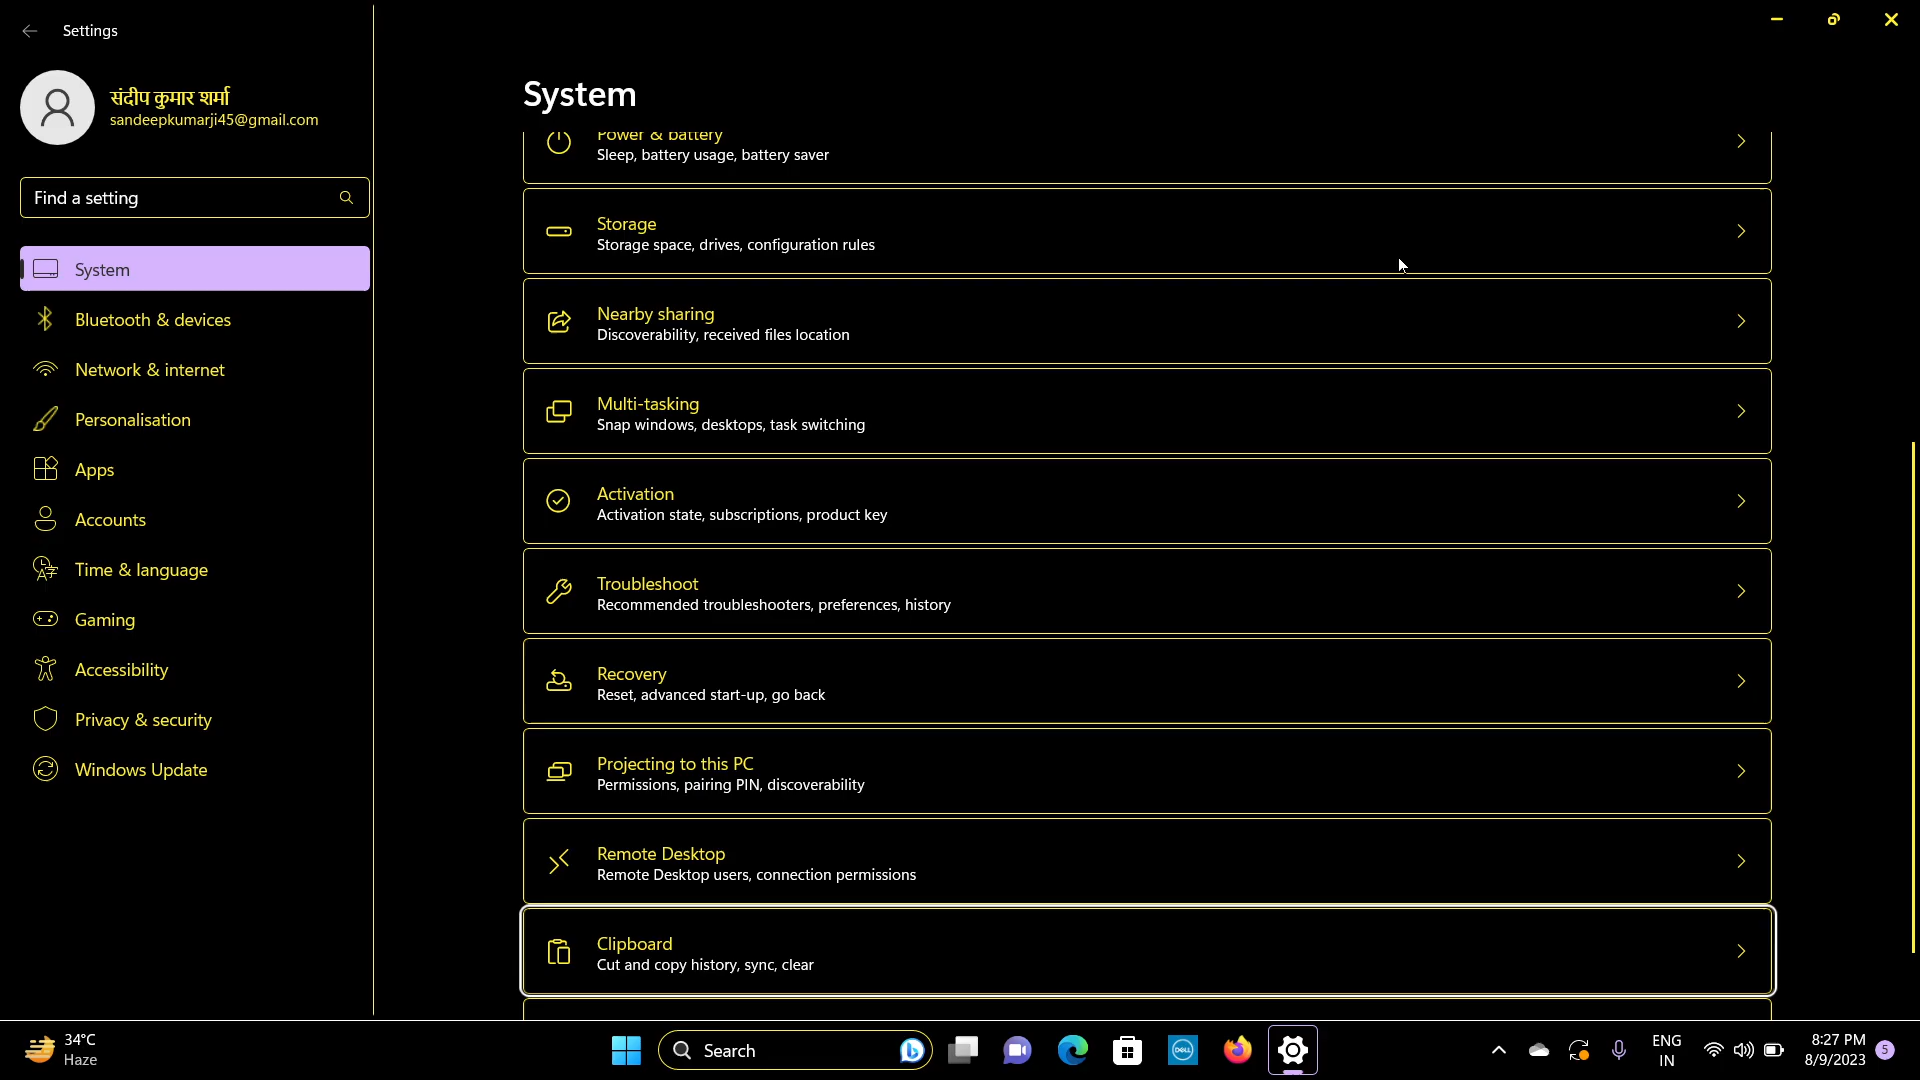 Settings
संदीप कुमार शर्मा
sandeepkumarji45@gmail.com
Find a setting
System
Bluetooth & devices
Network & internet
Personalisation
Apps
Accounts
Time & language
Gaming
Accessibility
Privacy & security
Windows Update
System
Power & battery
Sleep, battery usage, battery saver
Storage
Storage space, drives, configuration rules
Nearby sharing
Discoverability, received files location
Multi-tasking
Snap windows, desktops, task switching
Activation
Activation state, subscriptions, product key
Troubleshoot
Recommended troubleshooters, preferences, history
Recovery
Reset, advanced start-up, go back
Projecting to this PC
Permissions, pairing PIN, discoverability
Remote Desktop
Remote Desktop users, connection permissions
Clipboard
Cut and copy history, sync, clear
34°C
Haze
Search
DELL
ENG
IN
8:27 PM
8/9/2023
5